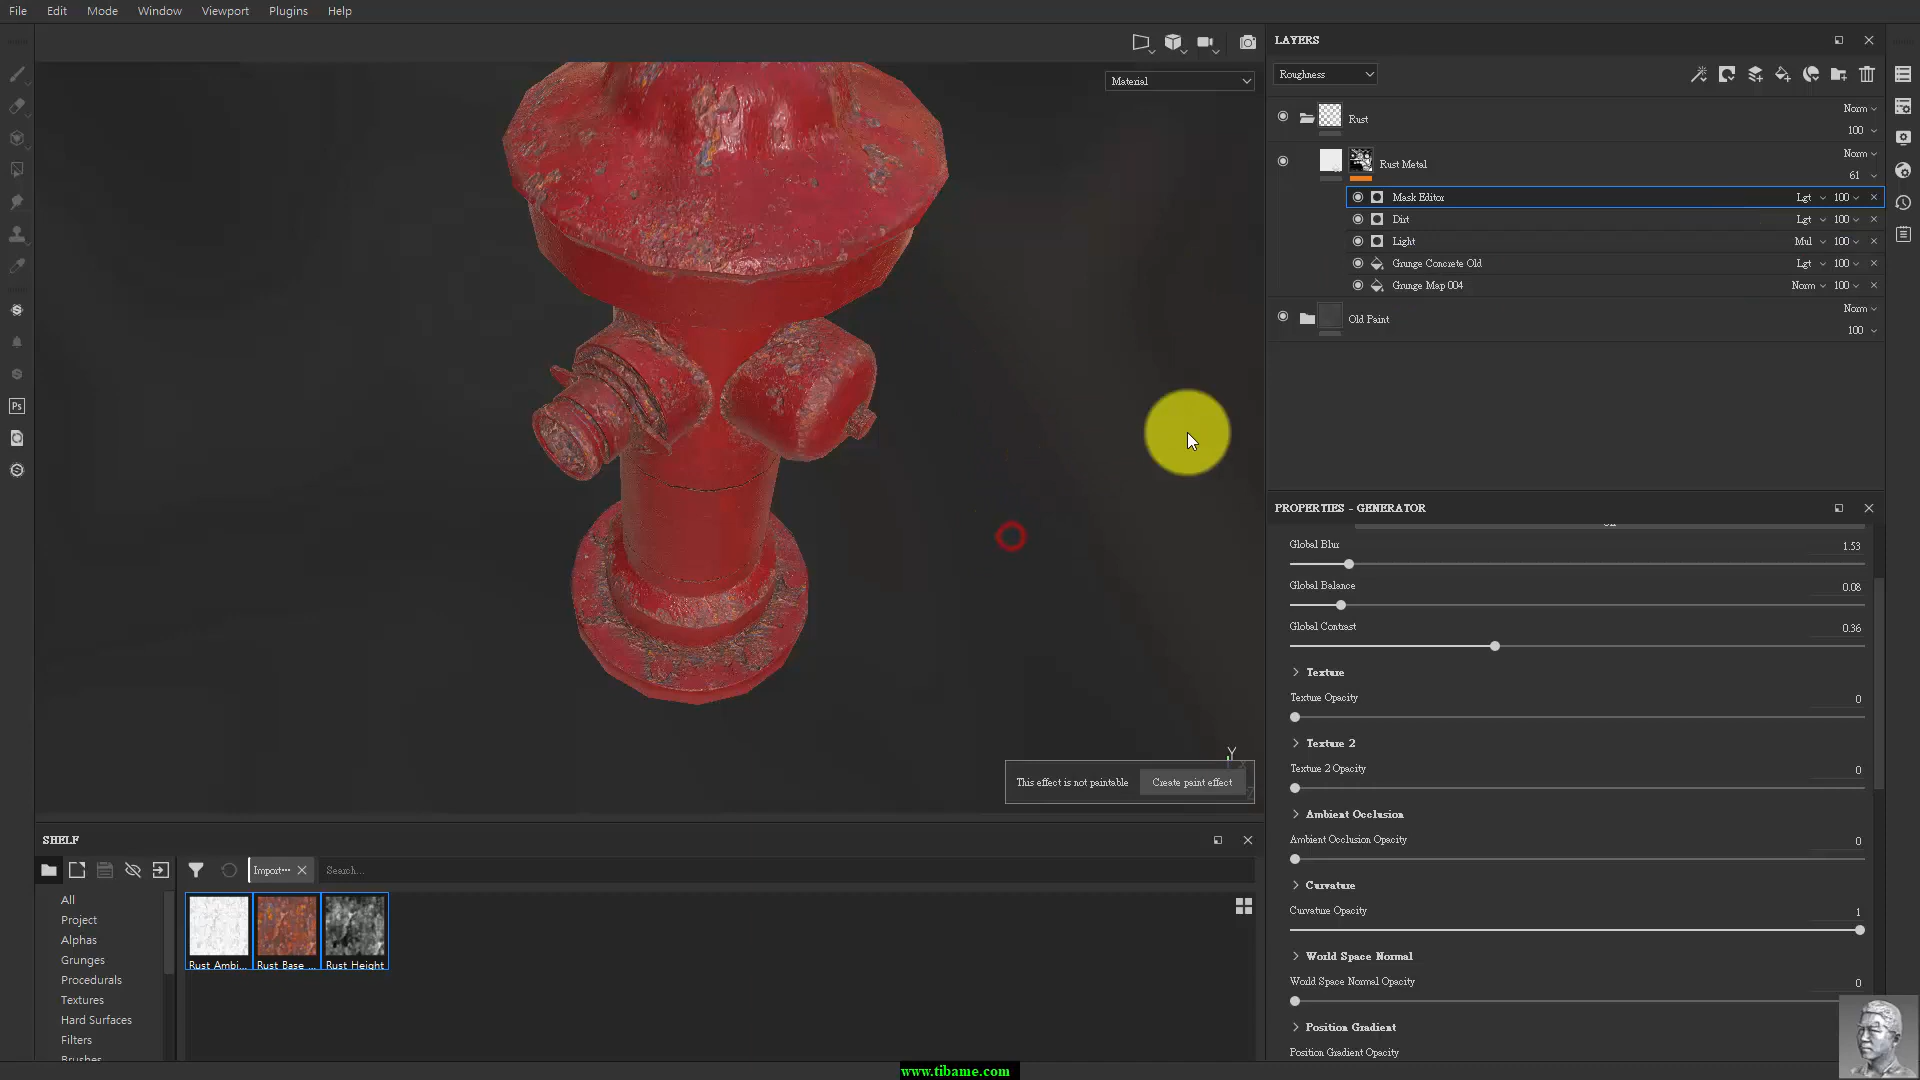 File Edit Mode Window Viewport Plugins Help
Material
LAYERS
Roughness
Rust Norm 100
Rust Metal Norm 61
Mask Editor Lgt 100
Dirt Lgt 100
Light Mul 100
Grunge Concrete Old Lgt 100
Grunge Map 004 Norm 100
Old Paint Norm 100
PROPERTIES - GENERATOR
Global Blur 1.53
Global Balance 0.08
Global Contrast 0.36
Texture
Texture Opacity 0
Texture 2
Texture 2 Opacity 0
Ambient Occlusion
Ambient Occlusion Opacity 0
Curvature
Curvature Opacity 1
World Space Normal
World Space Normal Opacity 0
Position Gradient
Position Gradient Opacity
Y
This effect is not paintable Create paint effect
SHELF
Import··· Search...
All
Project
Alphas
Grunges
Procedurals
Textures
Hard Surfaces
Filters
Brushes
Rust Ambi... Rust Base ... Rust Height
Ps
www.tibame.com